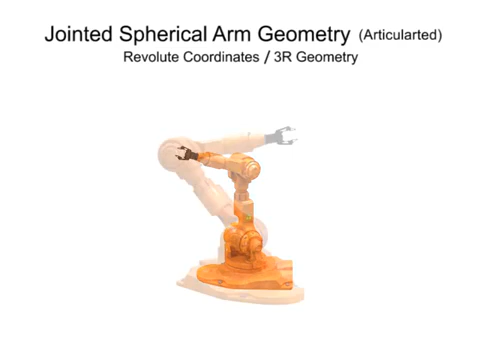 Jointed Spherical Arm Geometry (Articularted)
Revolute Coordinates / 3R Geometry